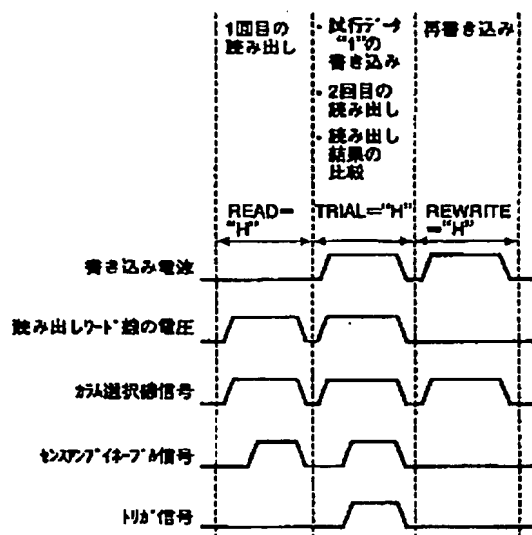 1回目の
読み出し
・試行データ
"1"の
書き込み
・2回目の
読み出し
・読み出し
結果の
比較
再書き込み
READ=
"H"
TRIAL="H"
REWRITE
="H"
書き込み電波
読み出しワード線の電圧
カラム選択線信号
センスアンプイネーブル信号
トリガ信号